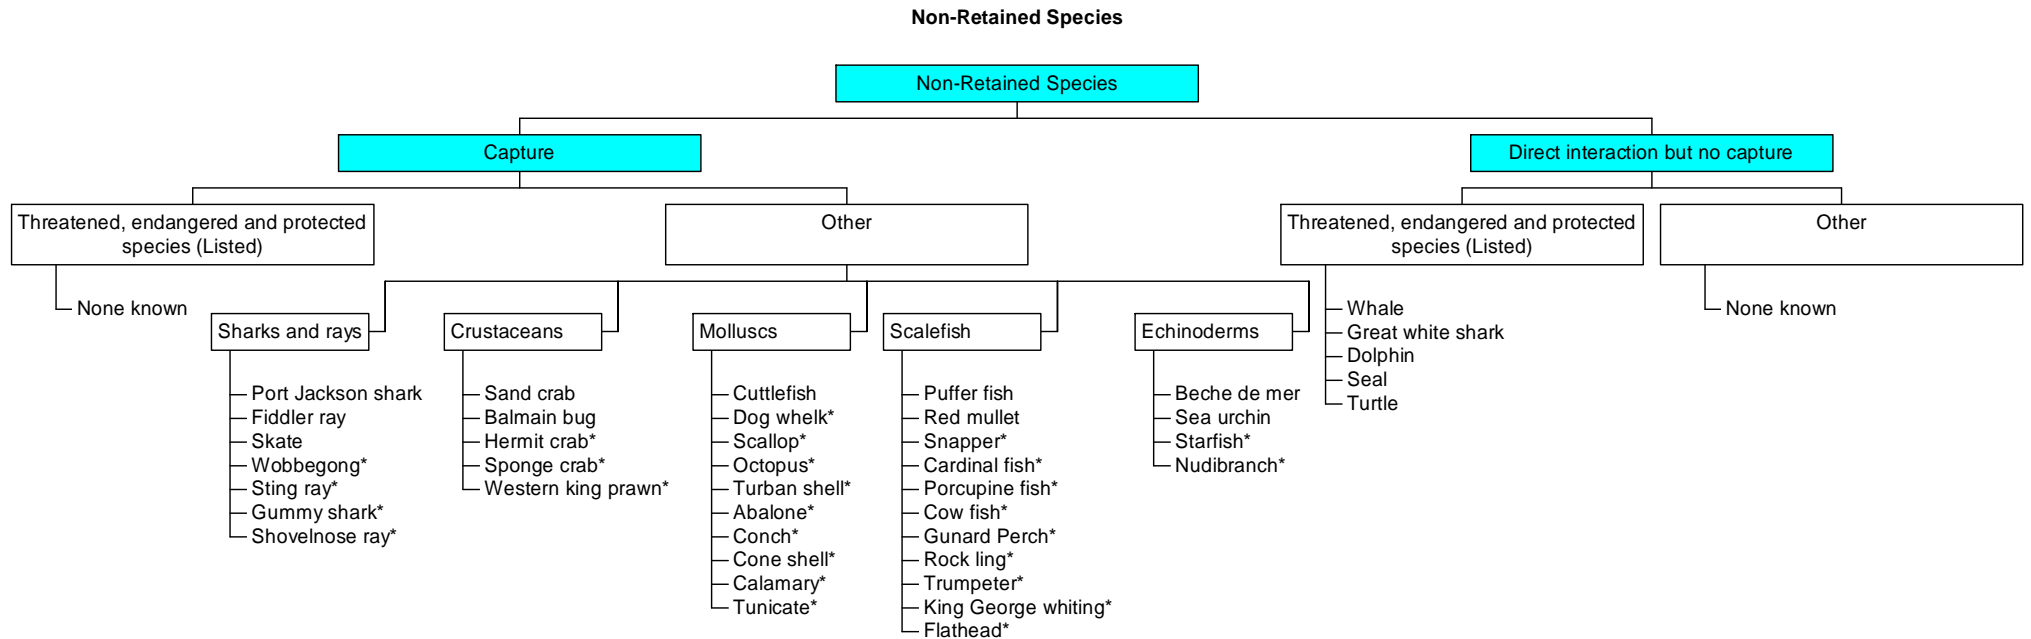 Non-Retained Species
Non-Retained Species
Capture
Direct interaction but no capture
Threatened, endangered and protected
species (Listed)
Other
Threatened, endangered and protected
species (Listed)
Other
None known
Sharks and rays
Port Jackson shark
Fiddler ray
Skate
Wobbegong*
Sting ray*
Gummy shark*
Shovelnose ray*
Crustaceans
Sand crab
Balmain bug
Hermit crab*
Sponge crab*
Western king prawn*
Molluscs
Cuttlefish
Dog whelk*
Scallop*
Octopus*
Turban shell*
Abalone*
Conch*
Cone shell*
Calamary*
Tunicate*
Scalefish
Puffer fish
Red mullet
Snapper*
Cardinal fish*
Porcupine fish*
Cow fish*
Gunard Perch*
Rock ling*
Trumpeter*
King George whiting*
Flathead*
Echinoderms
Beche de mer
Sea urchin
Starfish*
Nudibranch*
Whale
Great white shark
Dolphin
Seal
Turtle
None known